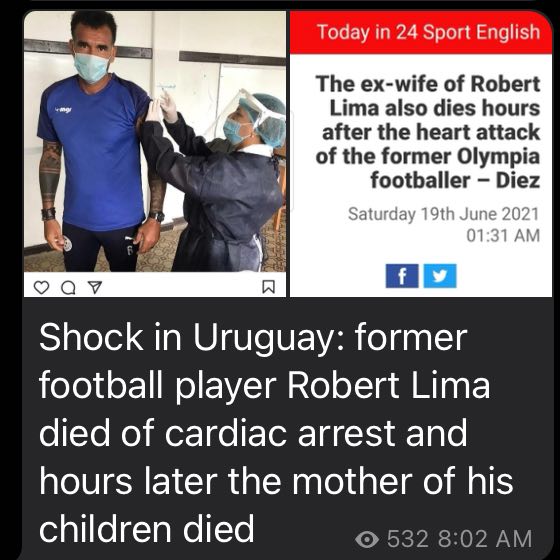 Today in 24 Sport English
The ex-wife of Robert
Lima also dies hours
after the heart attack
of the former Olympia
footballer – Diez
Saturday 19th June 2021
01:31 AM
f
Shock in Uruguay: former
football player Robert Lima
died of cardiac arrest and
hours later the mother of his
children died
532 8:02 AM